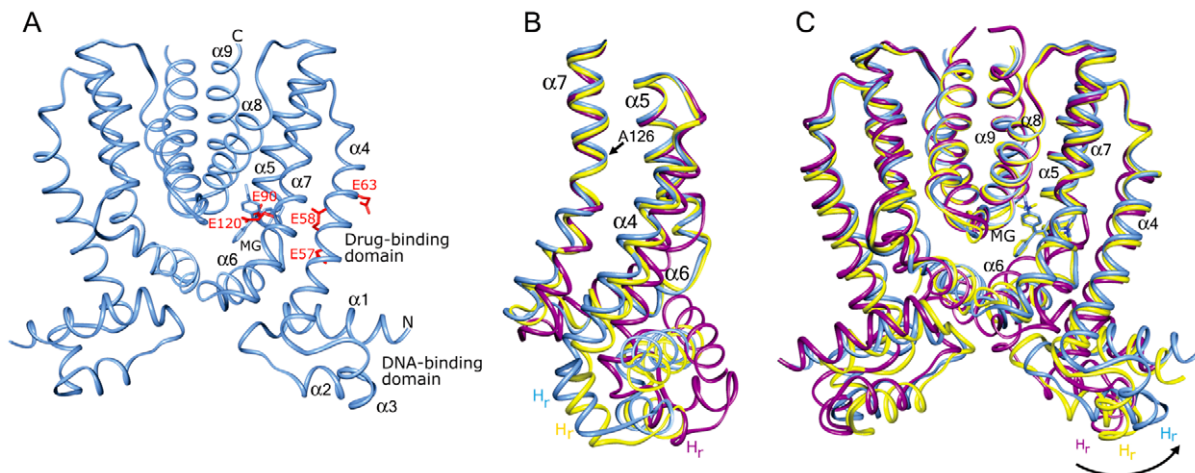 A
α9
C
α8
α5
α4
E90
α7
E63
E120
E58
MG
Drug-binding
domain
E57
α6
α1
N
DNA-binding
domain
α2
α3
B
α7
α5
A126
α4
α6
Hr
Hr
Hr
C
α8
α9
α7
α5
α4
MG
α6
Hr
Hr
Hr